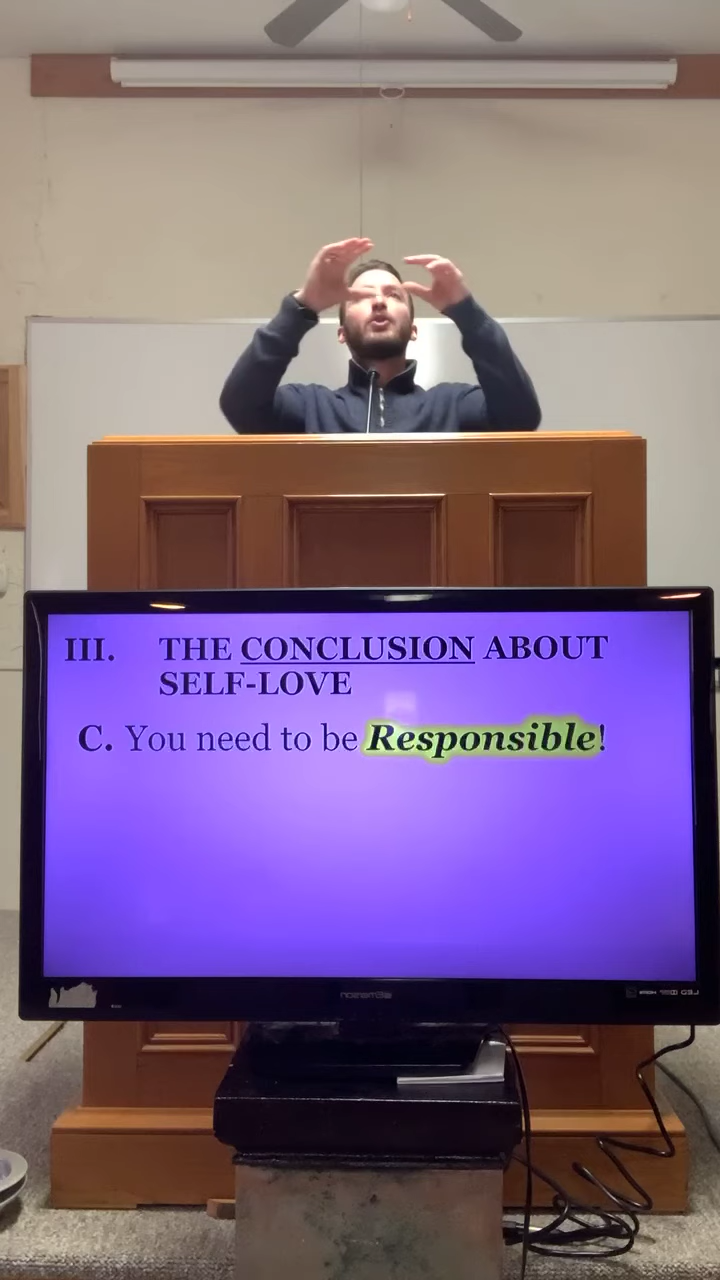 III. THE CONCLUSION ABOUT
SELF-LOVE
C. You need to be Responsible!